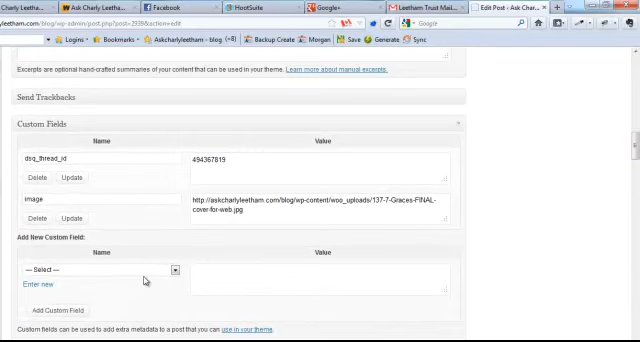 Charly Leetham...
Ask Charly Leetha...
Facebook
HootSuite
Google+
Leetham Trust Mail...
Edit Post ‹ Ask Char...
leetham.com/blog/wp-admin/post.php?post=2938&action=edit
Google
Logins
Bookmarks
Askcharlyleetham - blog (+8)
Backup Create
Morgan
Save
Generate
Sync
Excerpts are optional hand-crafted summaries of your content that can be used in your theme. Learn more about manual excerpts.
Send Trackbacks
Custom Fields
Name Value
dsq_thread_id 494367819
Delete Update
image http://askcharlyleetham.com/blog/wp-content/woo_uploads/137-7-Graces-FINAL-
cover-for-web.jpg
Delete Update
Add New Custom Field:
Name Value
— Select —
Enter new
Add Custom Field
Custom fields can be used to add extra metadata to a post that you can use in your theme.